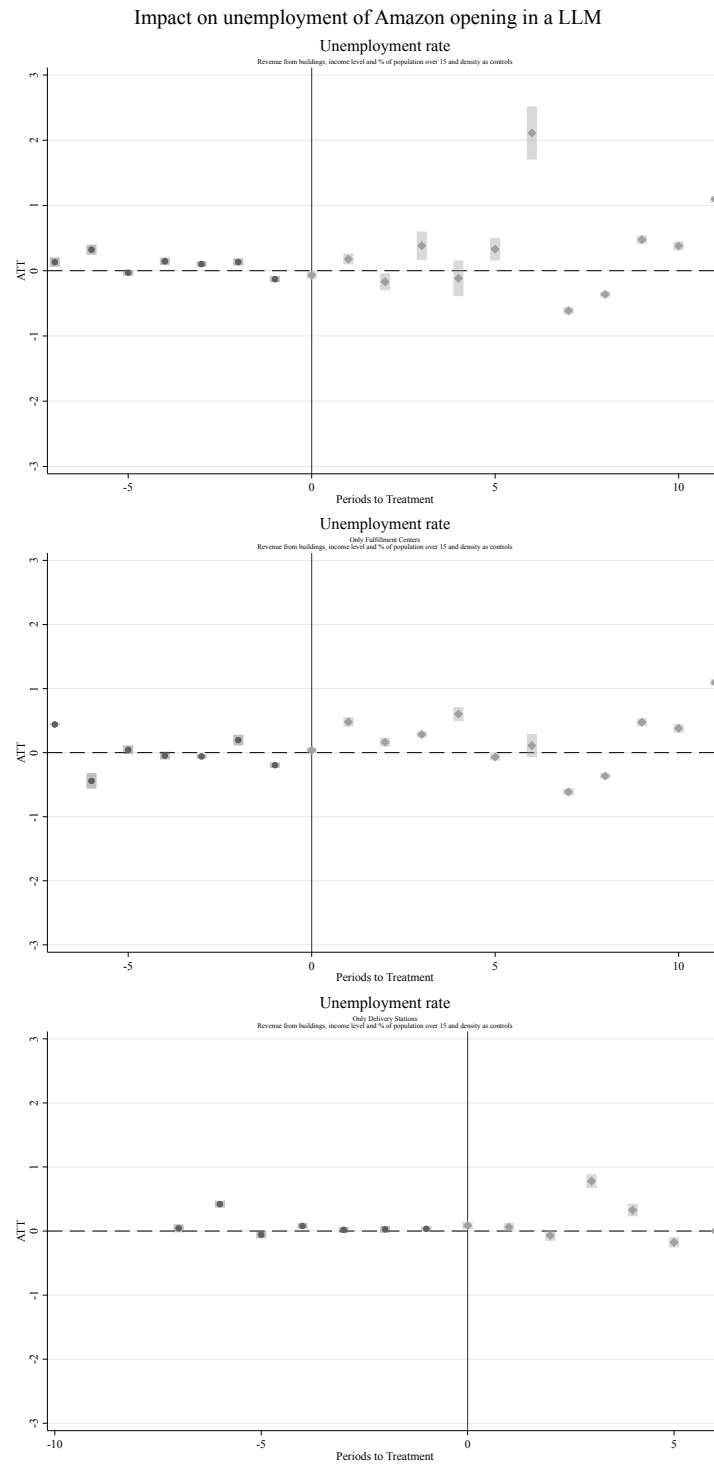 Impact on unemployment of Amazon opening in a LLM
Unemployment rate
Revenue from buildings, income level and % of population over 15 and density as controls
3
2
1
0
-1
-2
-3
ATT
-5
0
5
10
Periods to Treatment
Unemployment rate
Only Fulfillment Centers
Revenue from buildings, income level and % of population over 15 and density as controls
3
2
1
0
-1
-2
-3
ATT
-5
0
5
10
Periods to Treatment
Unemployment rate
Only Delivery Stations
Revenue from buildings, income level and % of population over 15 and density as controls
3
2
1
0
-1
-2
-3
ATT
-10
-5
0
5
Periods to Treatment